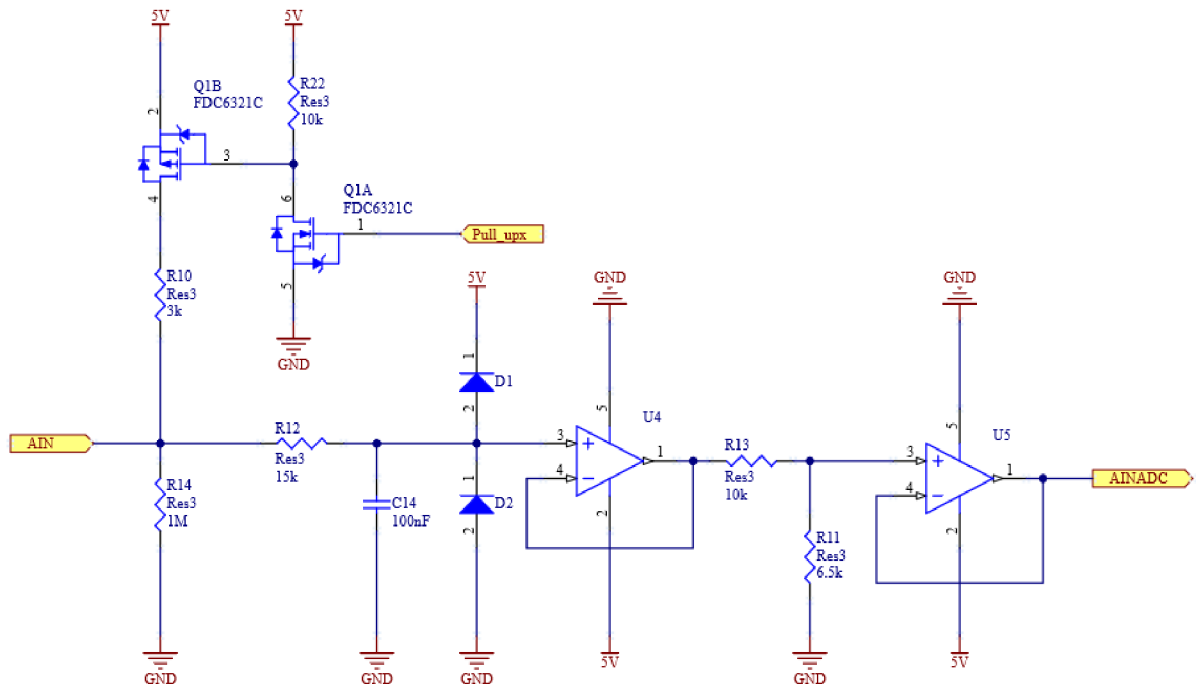 5V
5V
Q1B
FDC6321C
R22
Res3
10k
2
3
4
6
Q1A
FDC6321C
1
Pull_upx
5
GND
R10
Res3
3k
5V
1
D1
2
GND
5
U4
GND
5
U5
AIN
R12
Res3
15k
3
4
1
R13
Res3
10k
3
4
1
AINADC
R14
Res3
1M
C14
100nF
1
D2
2
2
R11
Res3
6.5k
2
GND
GND
GND
5V
GND
5V